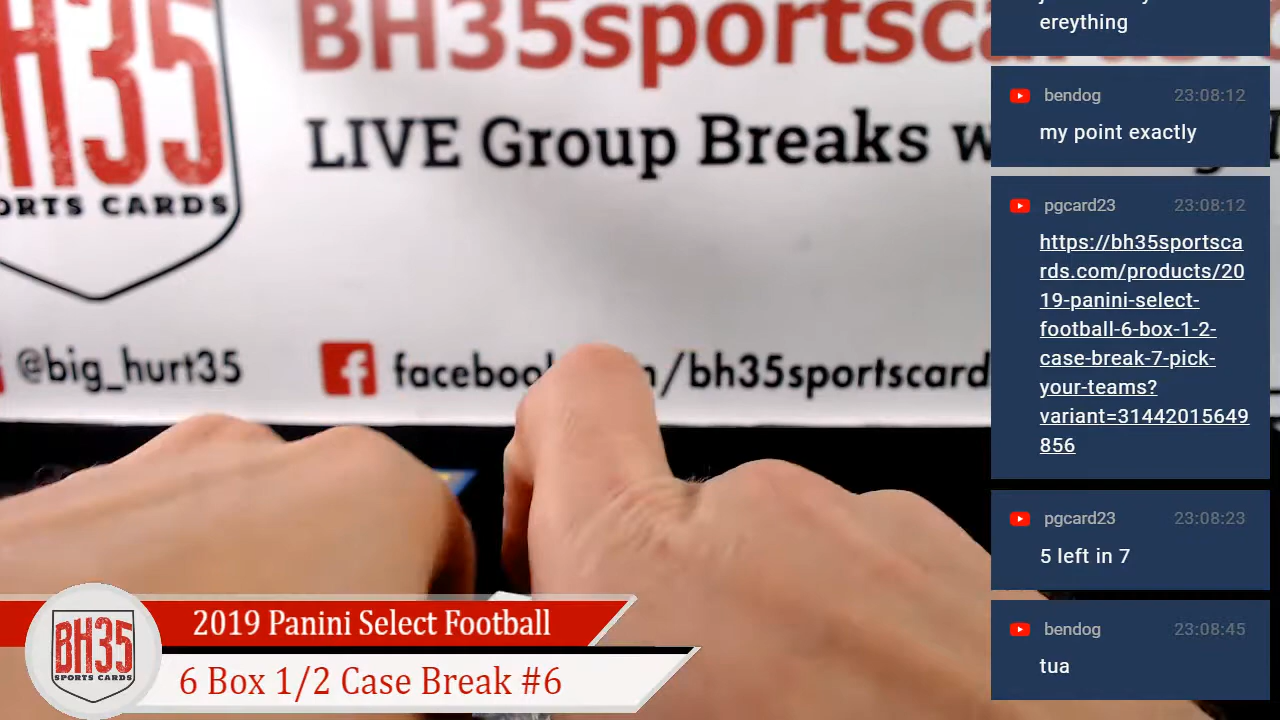 BH35sportsc
LIVE Group Breaks
BH35
ORTS CARDS
@big_hurt35
/bh35sportscard
2019 Panini Select Football
6 Box 1/2 Case Break #6
BH35
SPORTS CARDS
ereything
bendog 23:08:12
my point exactly
pgcard23 23:08:12
https://bh35sportsca
rds.com/products/20
19-panini-select-
football-6-box-1-2-
case-break-7-pick-
your-teams?
variant=31442015649
856
pgcard23 23:08:23
5 left in 7
bendog 23:08:45
tua